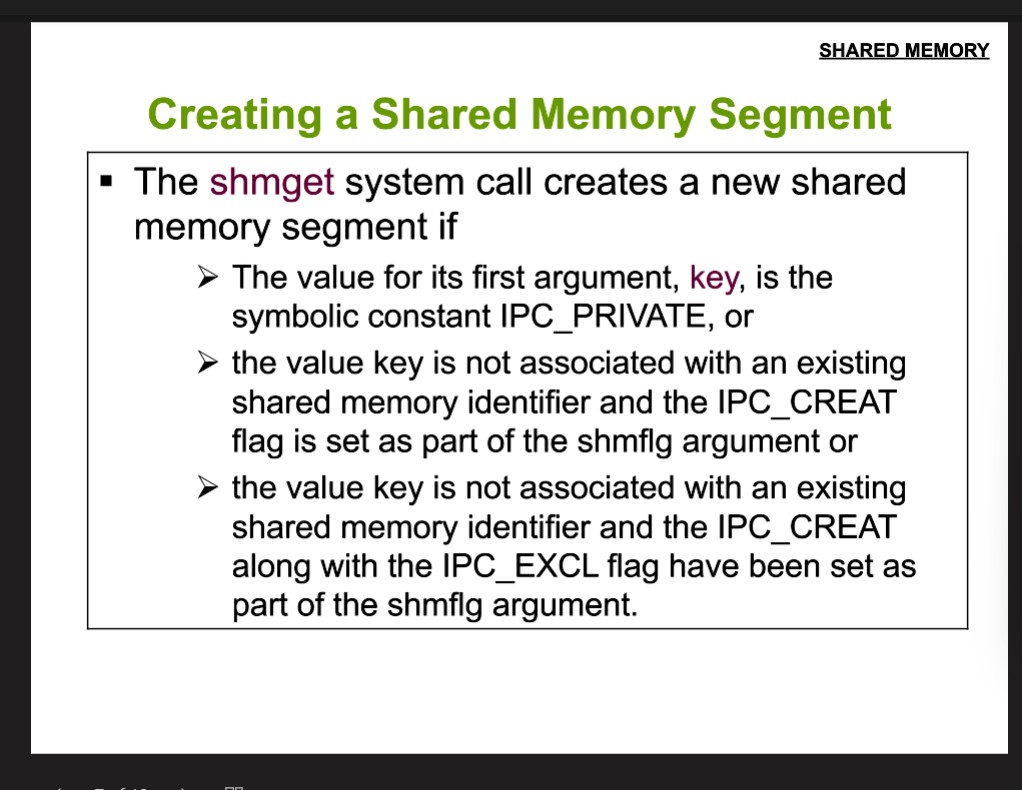 SHARED MEMORY
Creating a Shared Memory Segment
▪ The shmget system call creates a new shared
memory segment if
➢ The value for its first argument, key, is the
symbolic constant IPC_PRIVATE, or
➢ the value key is not associated with an existing
shared memory identifier and the IPC_CREAT
flag is set as part of the shmflg argument or
➢ the value key is not associated with an existing
shared memory identifier and the IPC_CREAT
along with the IPC_EXCL flag have been set as
part of the shmflg argument.